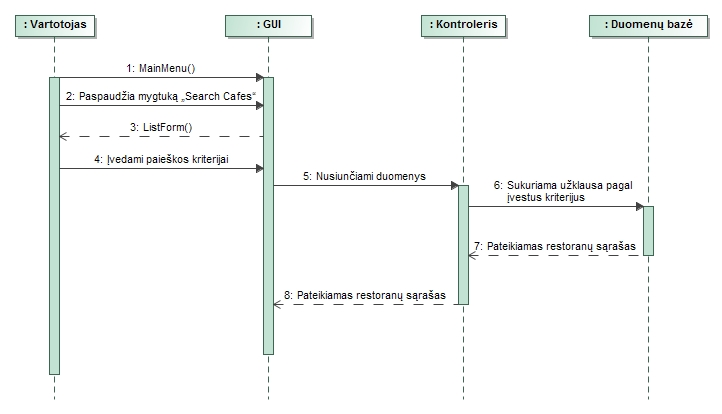 : Vartotojas
: GUI
: Kontroleris
: Duomenų bazė
1: MainMenu()
2: Paspaudžia mygtuką „Search Cafes“
3: ListForm()
4: Įvedami paieškos kriterijai
5: Nusiunčiami duomenys
6: Sukuriama užklausa pagal
įvestus kriterijus
7: Pateikiamas restoranų sąrašas
8: Pateikiamas restoranų sąrašas